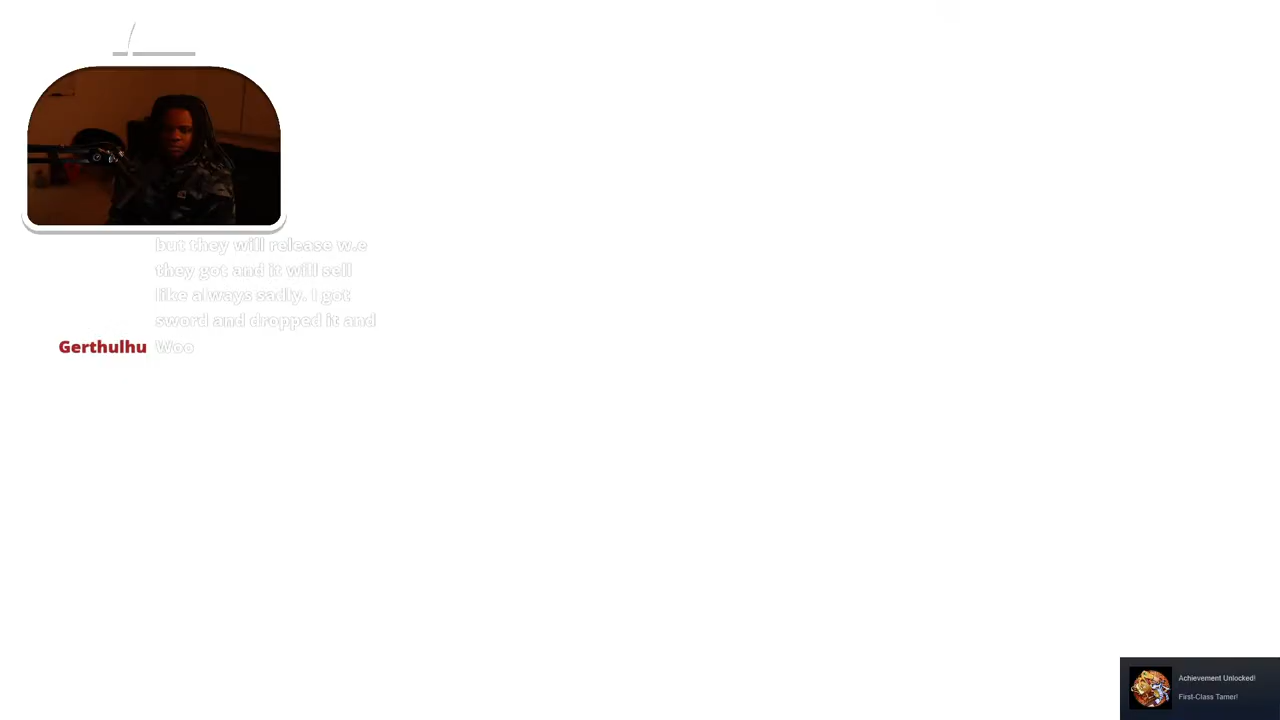 but they will release w.e
they got and it will sell
like always sadly. I got
sword and dropped it and
Gerthulhu Woo
Achievement Unlocked!
First-Class Tamer!